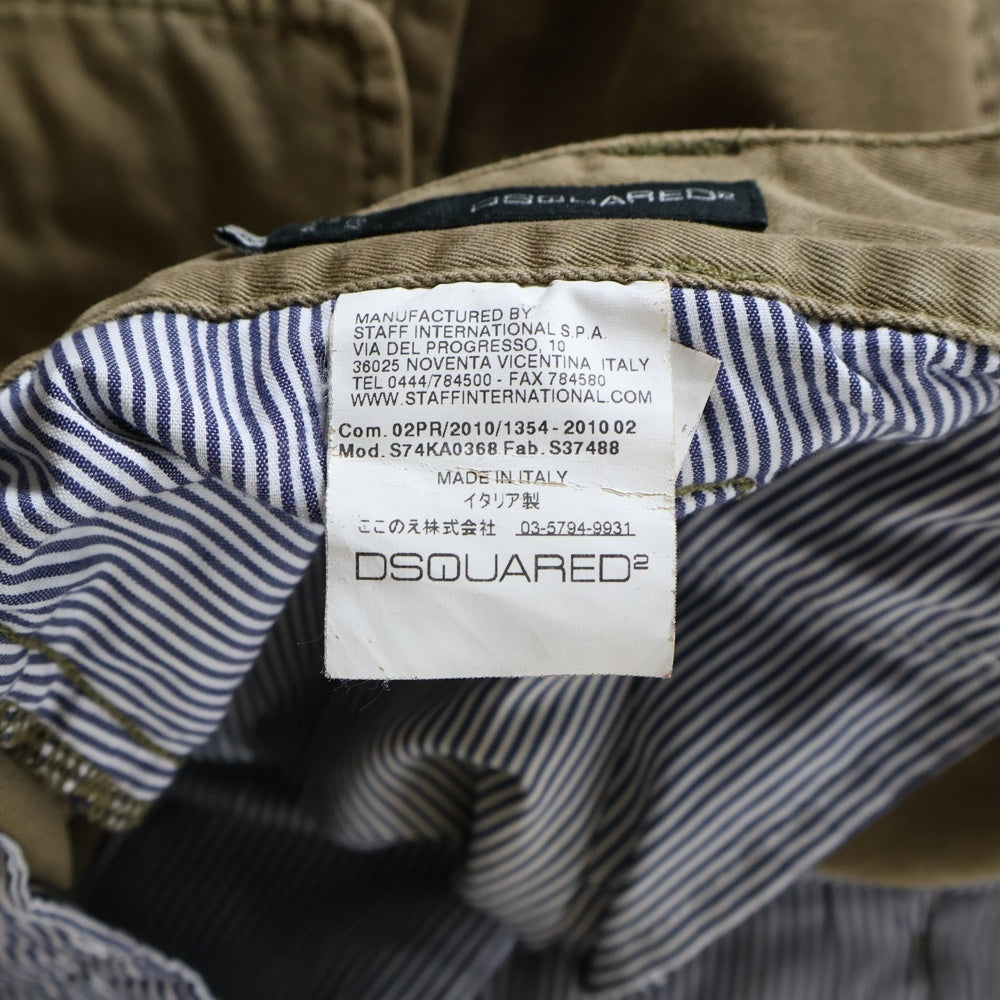 DSQUARED²
MANUFACTURED BY
STAFF INTERNATIONAL S.P.A.
VIA DEL PROGRESSO, 10
36025 NOVENTA VICENTINA ITALY
TEL 0444/784500 - FAX 784580
WWW.STAFFINTERNATIONAL.COM
Com. 02PR/2010/1354 - 2010 02
Mod. S74KA0368 Fab. S37488
MADE IN ITALY
イタリア製
ここのえ株式会社 03-5794-9931
DSQUARED²